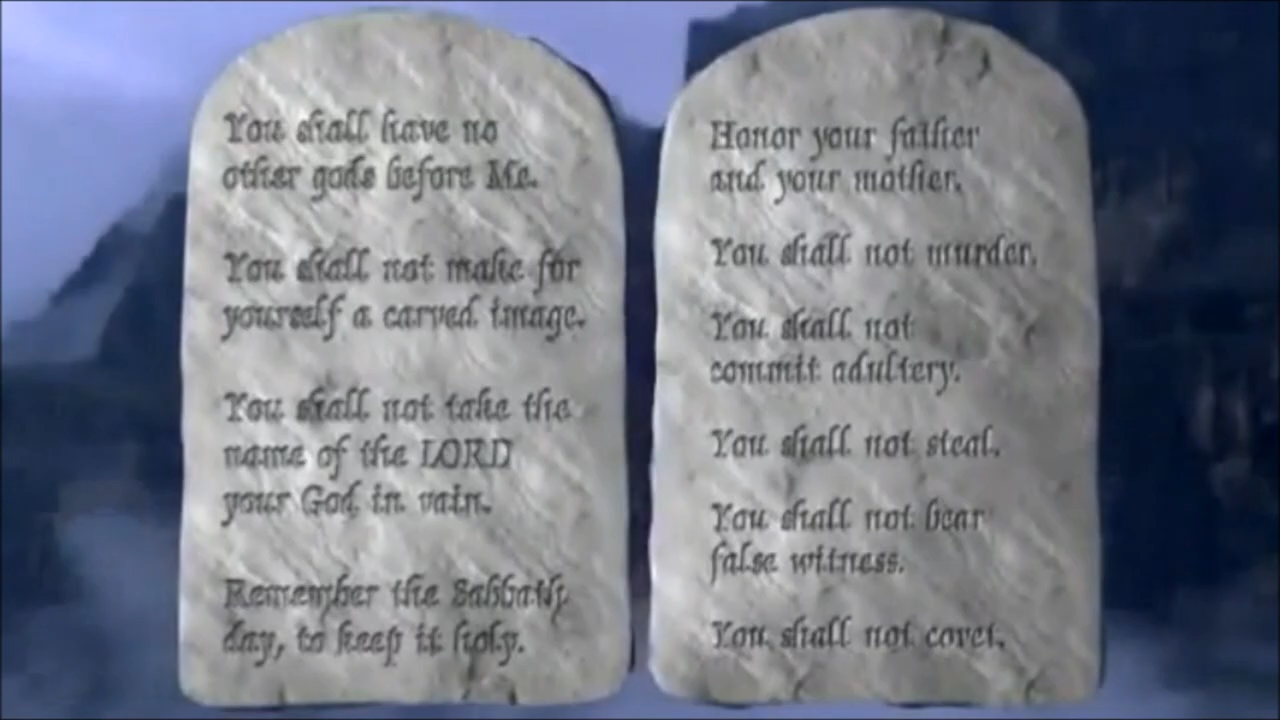 You shall have no
other gods before Me.
You shall not make for
yourself a carved image.
You shall not take the
name of the LORD
your God in vain.
Remember the Sabbath
day, to keep it holy.
Honor your father
and your mother.
You shall not murder.
You shall not
commit adultery.
You shall not steal.
You shall not bear
false witness.
You shall not covet.